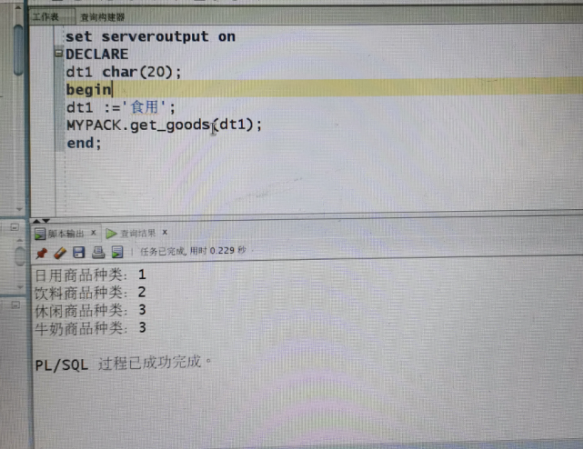 工作表 查询构建器
set serveroutput on
DECLARE
dt1 char(20);
begin
dt1 :='食用';
MYPACK.get_goods(dt1);
end;
脚本输出 x 查询结果 x
任务已完成, 用时 0.229 秒
日用商品种类: 1
饮料商品种类: 2
休闲商品种类: 3
牛奶商品种类: 3
PL/SQL 过程已成功完成。